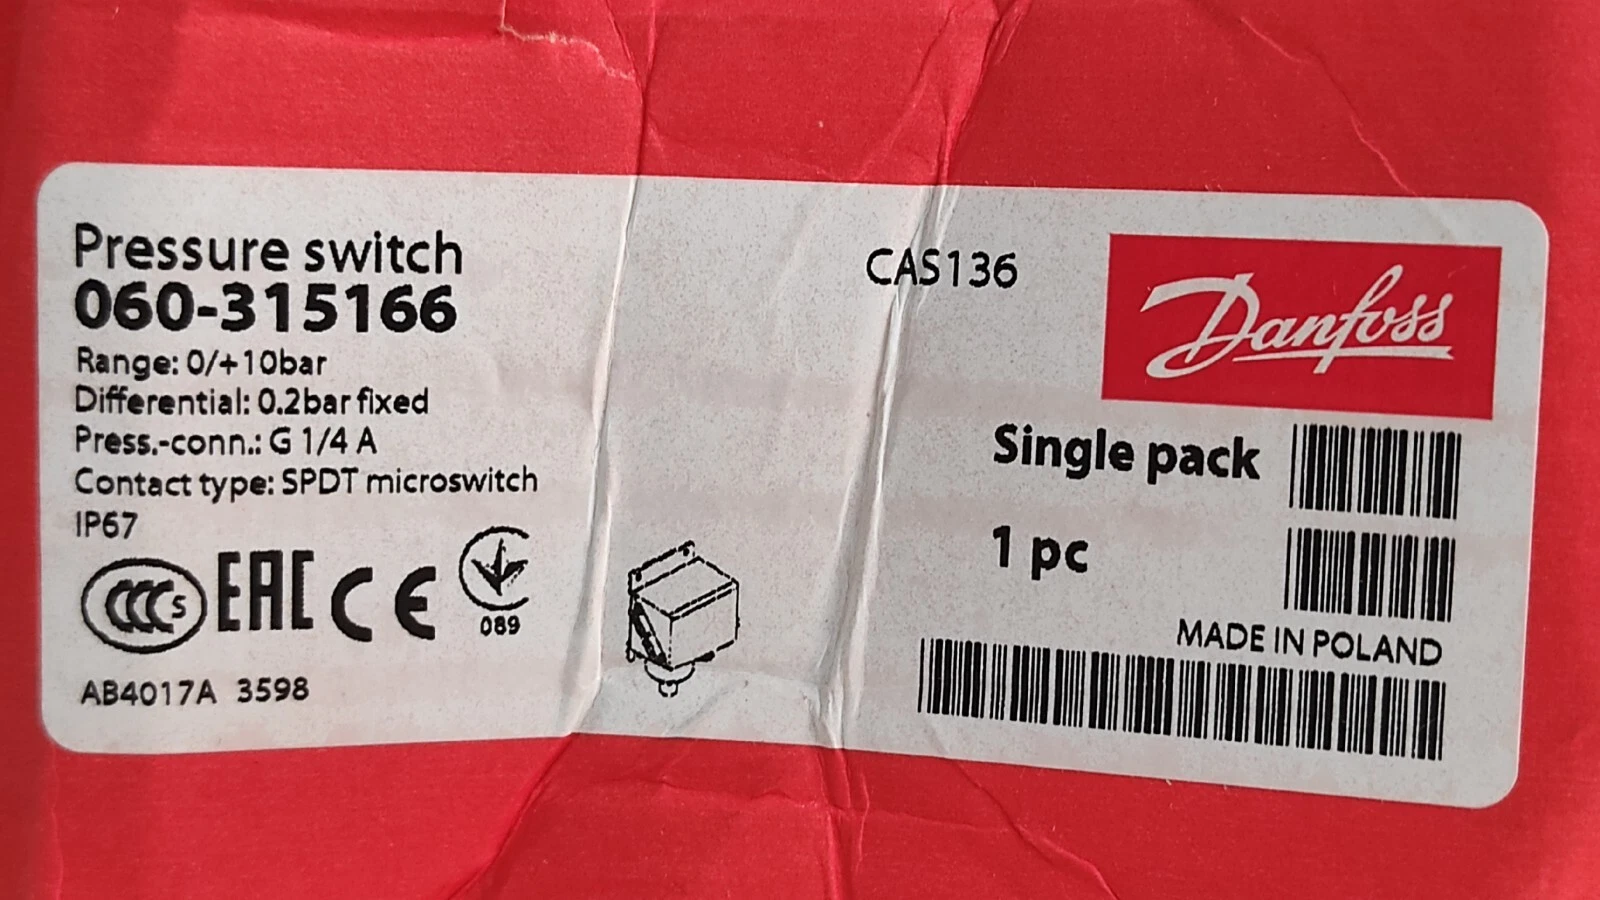 Pressure switch
060-315166
Range: 0/+10bar
Differential: 0.2bar fixed
Press.-conn.: G 1/4 A
Contact type: SPDT microswitch
IP67
CCC S EAC CE
089
AB4017A 3598
CAS136
Danfoss
Single pack
1 pc
MADE IN POLAND